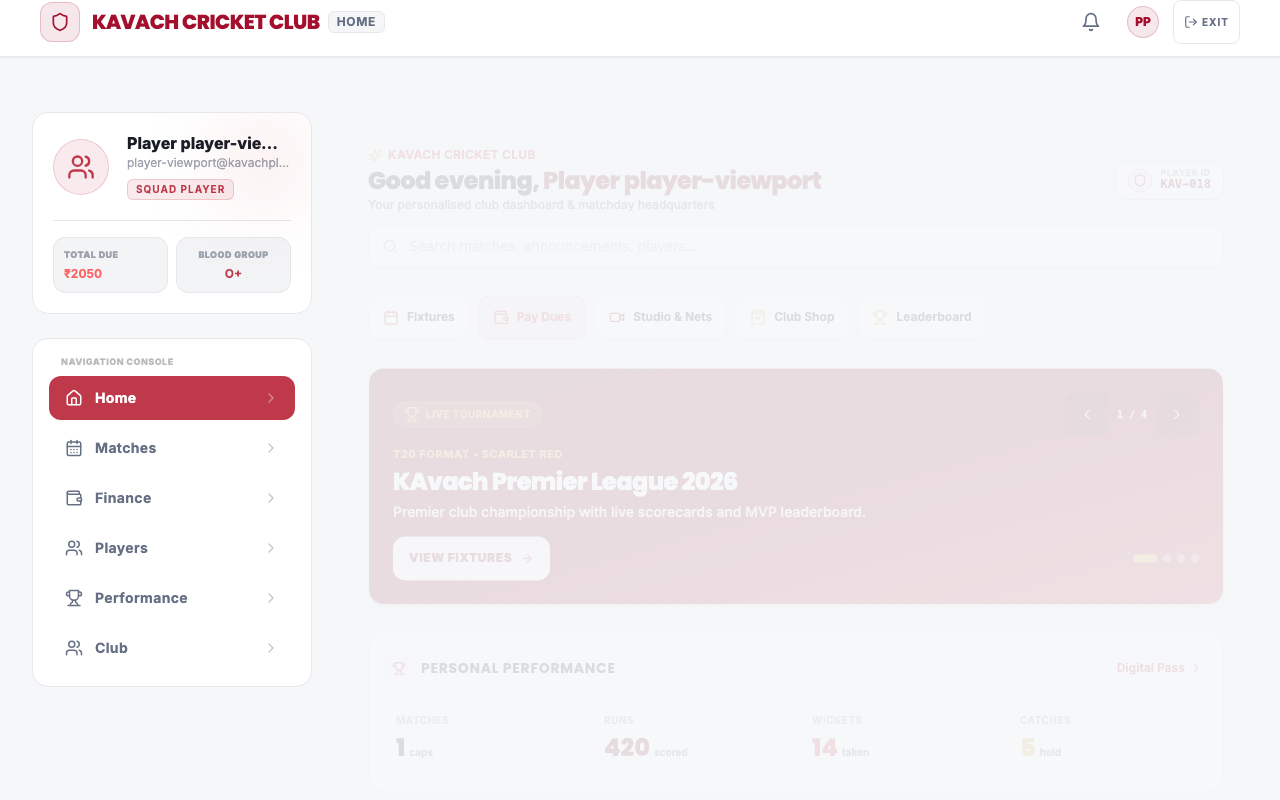 KAVACH CRICKET CLUB HOME
PP
EXIT
Player player-vie...
player-viewport@kavachpl...
SQUAD PLAYER
TOTAL DUE
₹2050
BLOOD GROUP
O+
NAVIGATION CONSOLE
Home
Matches
Finance
Players
Performance
Club
KAVACH CRICKET CLUB
Good evening, Player player-viewport
Your personalised club dashboard & matchday headquarters
PLAYER ID
KAV-018
Search matches, announcements, players...
Fixtures
Pay Dues
Studio & Nets
Club Shop
Leaderboard
LIVE TOURNAMENT
1 / 4
T20 FORMAT • SCARLET RED
KAvach Premier League 2026
Premier club championship with live scorecards and MVP leaderboard.
VIEW FIXTURES
PERSONAL PERFORMANCE
Digital Pass
MATCHES
1 caps
RUNS
420 scored
WICKETS
14 taken
CATCHES
5 held